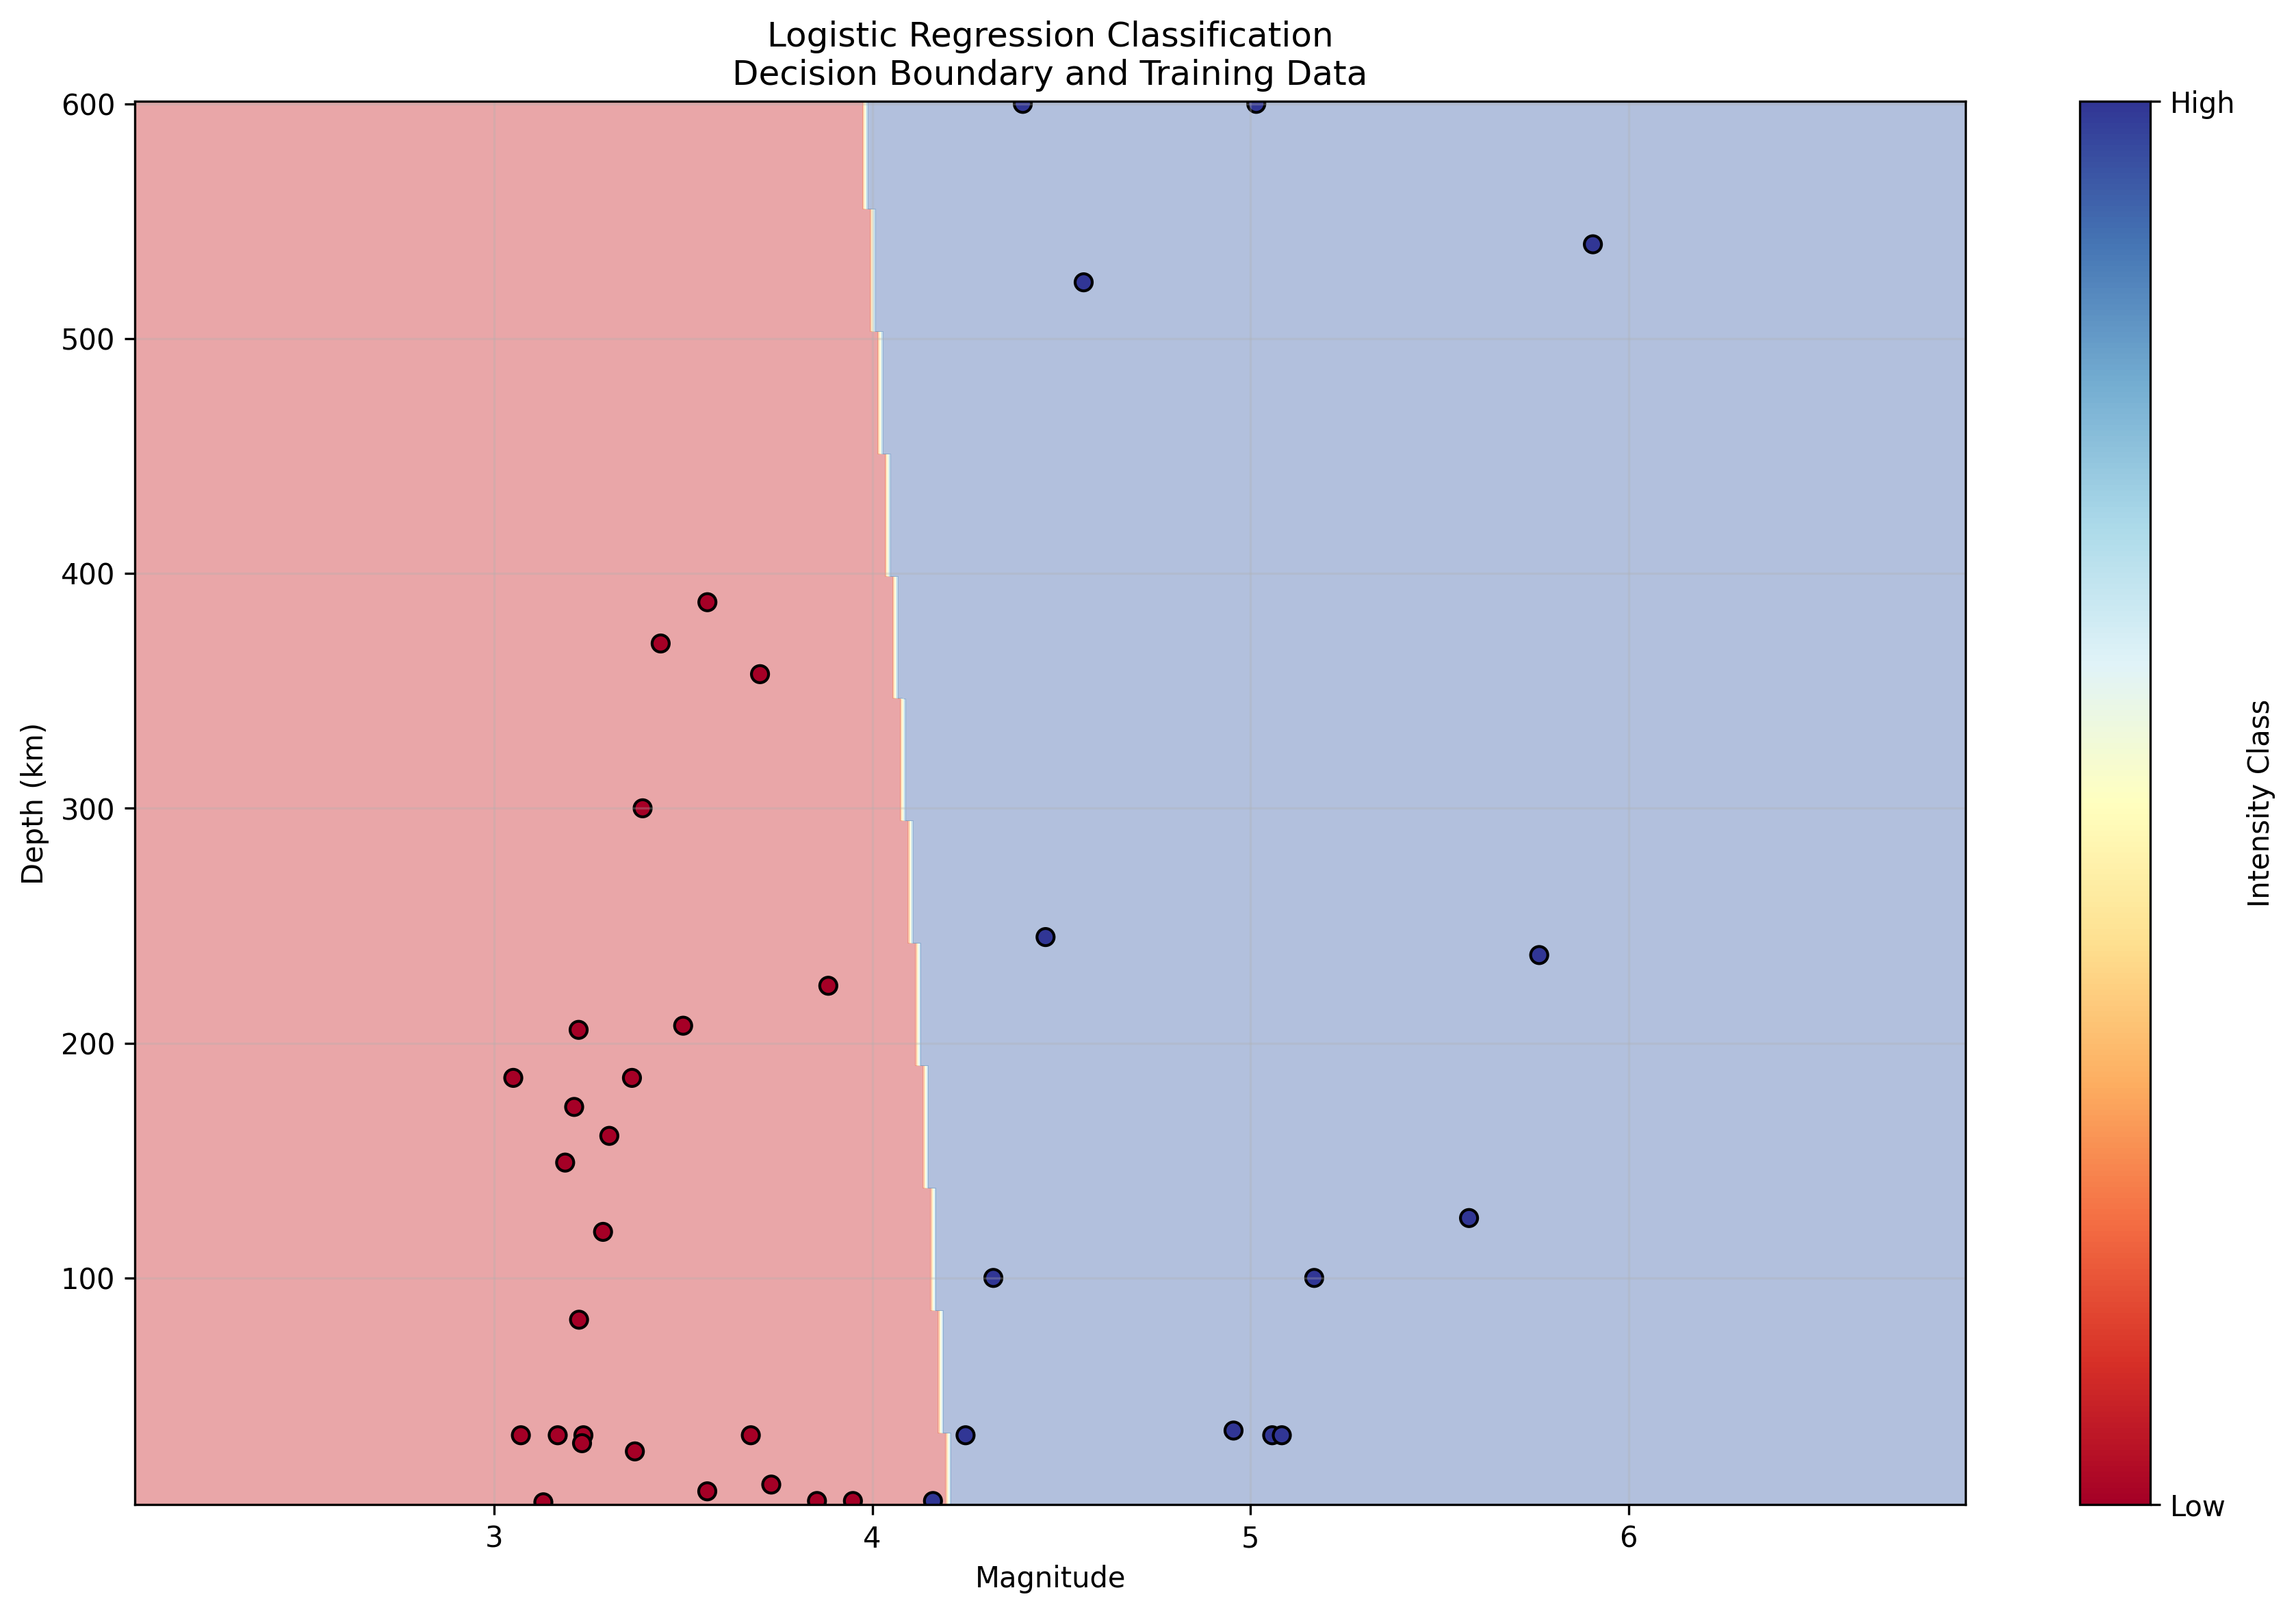 Logistic Regression Classification
Decision Boundary and Training Data
600
500
400
300
200
100
Depth (km)
3
4
5
6
Magnitude
High
Low
Intensity Class